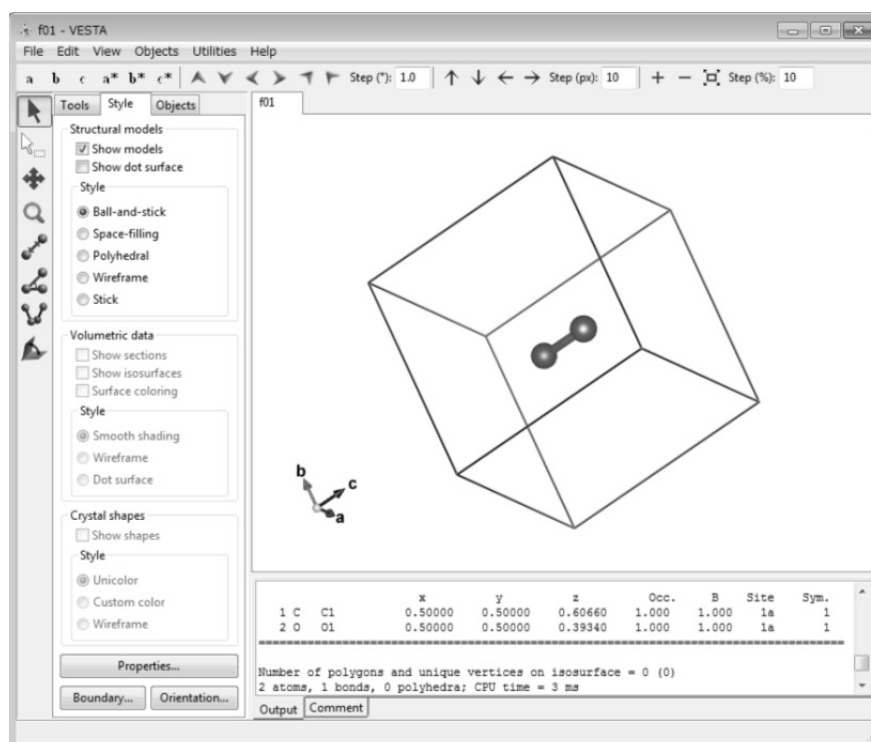 f01 - VESTA
File Edit View Objects Utilities Help
a b c a* b* c* Step (°): 1.0 Step (px): 10 Step (%): 10
Tools Style Objects
f01
Structural models
Show models
Show dot surface
Style
Ball-and-stick
Space-filling
Polyhedral
Wireframe
Stick
Volumetric data
Show sections
Show isosurfaces
Surface coloring
Style
Smooth shading
Wireframe
Dot surface
Crystal shapes
Show shapes
Style
Unicolor
Custom color
Wireframe
Properties...
Boundary... Orientation...
b
c
a
x y z Occ. B Site Sym.
1 C C1 0.50000 0.50000 0.60660 1.000 1.000 1a 1
2 O O1 0.50000 0.50000 0.39340 1.000 1.000 1a 1
Number of polygons and unique vertices on isosurface = 0 (0)
2 atoms, 1 bonds, 0 polyhedra; CPU time = 3 ms
Output Comment